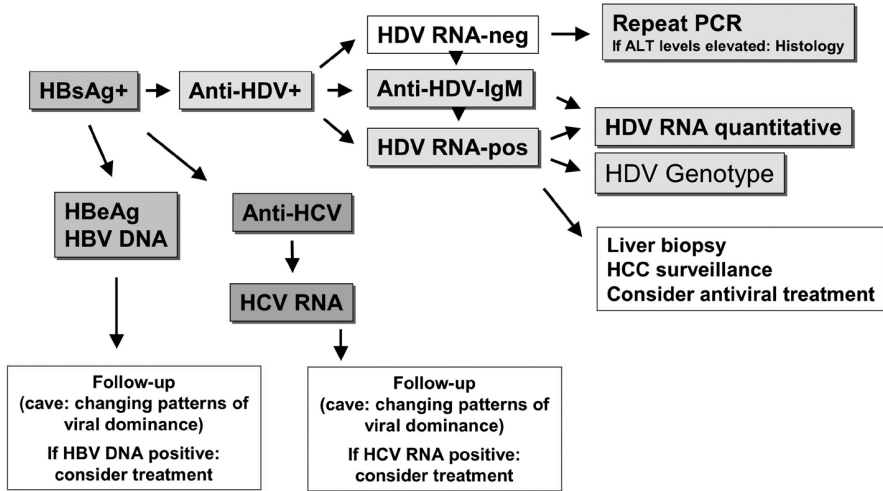 HDV RNA-neg
Repeat PCR
If ALT levels elevated: Histology
HBsAg+
Anti-HDV+
Anti-HDV-IgM
HDV RNA-pos
HDV RNA quantitative
HDV Genotype
HBeAg
HBV DNA
Anti-HCV
HCV RNA
Liver biopsy
HCC surveillance
Consider antiviral treatment
Follow-up
(cave: changing patterns of
viral dominance)
If HBV DNA positive:
consider treatment
Follow-up
(cave: changing patterns of
viral dominance)
If HCV RNA positive:
consider treatment